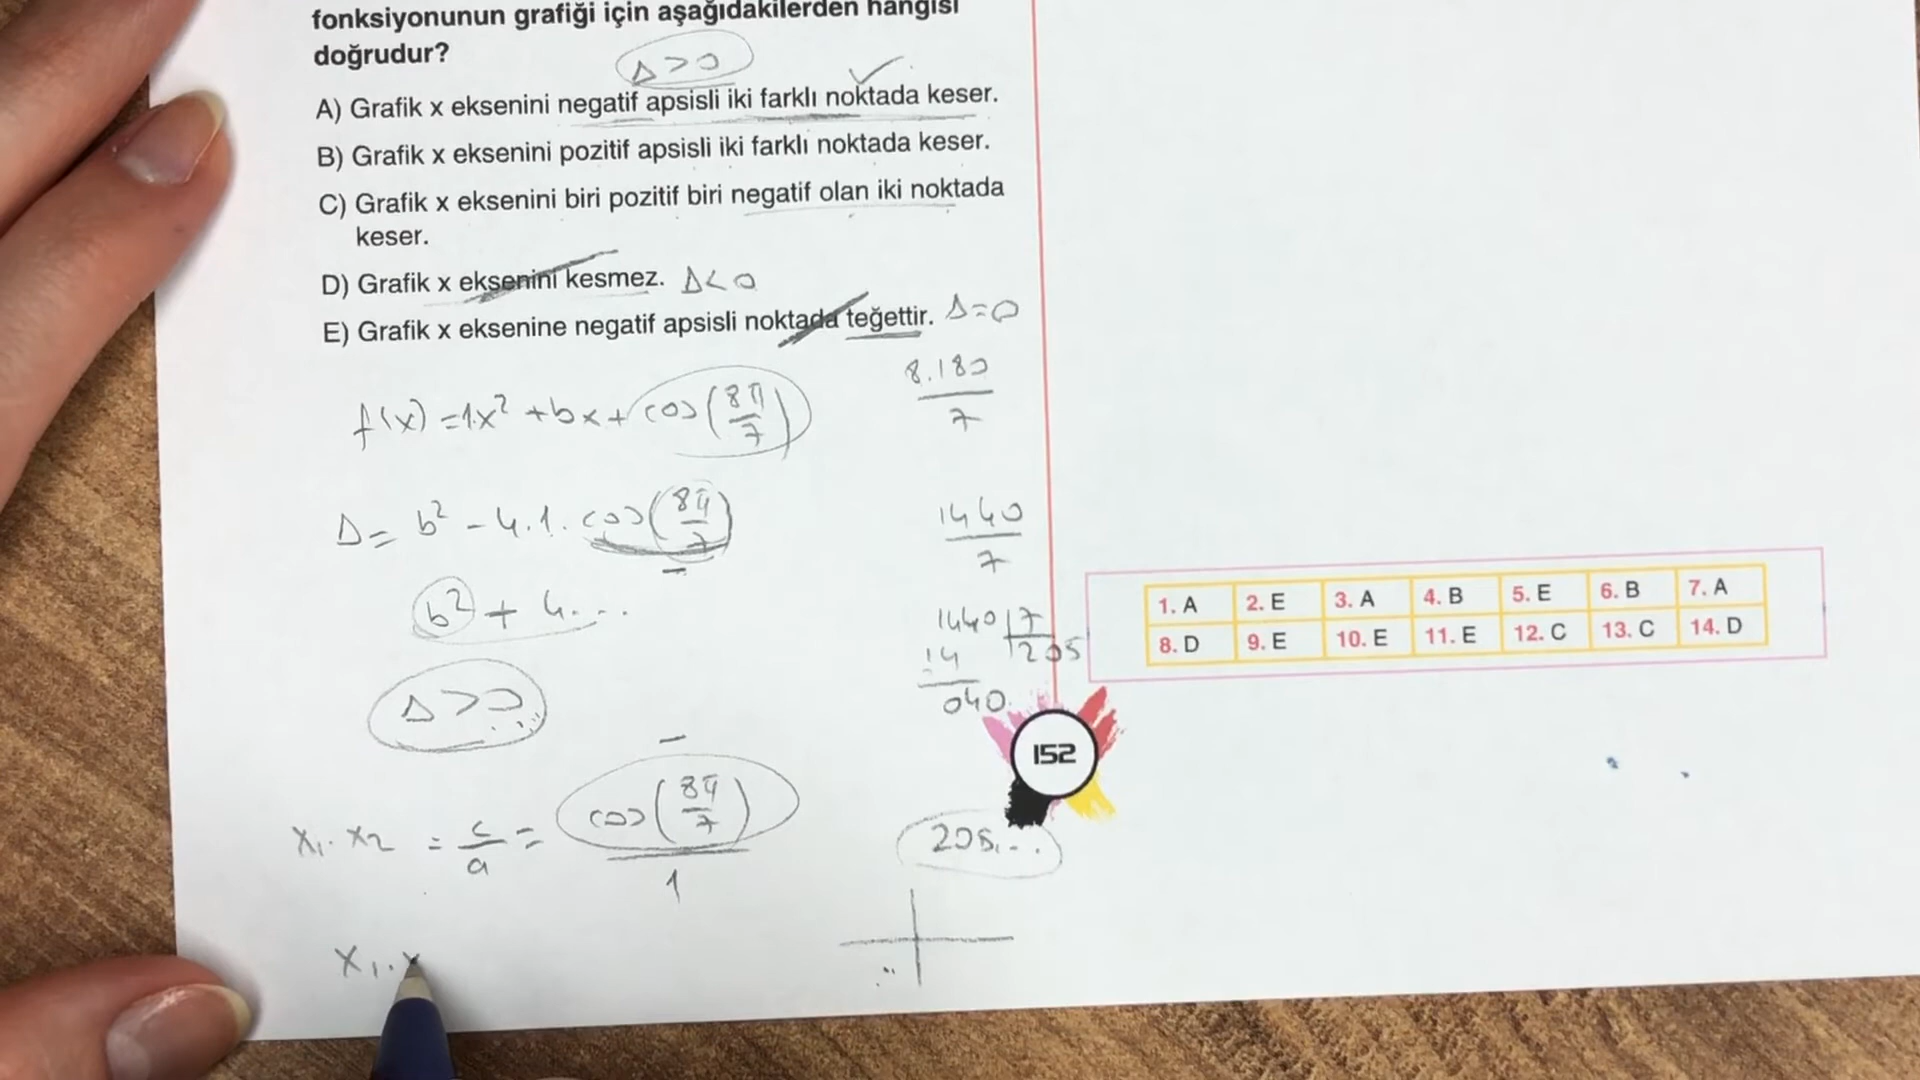 fonksiyonunun grafiği için aşağıdakilerden hangisi
doğrudur?
Δ>0
A) Grafik x eksenini negatif apsisli iki farklı noktada keser.
B) Grafik x eksenini pozitif apsisli iki farklı noktada keser.
C) Grafik x eksenini biri pozitif biri negatif olan iki noktada
keser.
D) Grafik x eksenini kesmez. Δ<0
E) Grafik x eksenine negatif apsisli noktada teğettir. Δ=0
f(x)=1x²+bx+cos(8π/7)
8.180/7
Δ=b²-4.1.cos(8π/7)
-
1440/7
b²+4...
1440 7
14 205
040
Δ>0
-
x₁.x₂=c/a=cos(8π/7)/1
205...
x₁.x
1. A 2. E 3. A 4. B 5. E 6. B 7. A
8. D 9. E 10. E 11. E 12. C 13. C 14. D
152